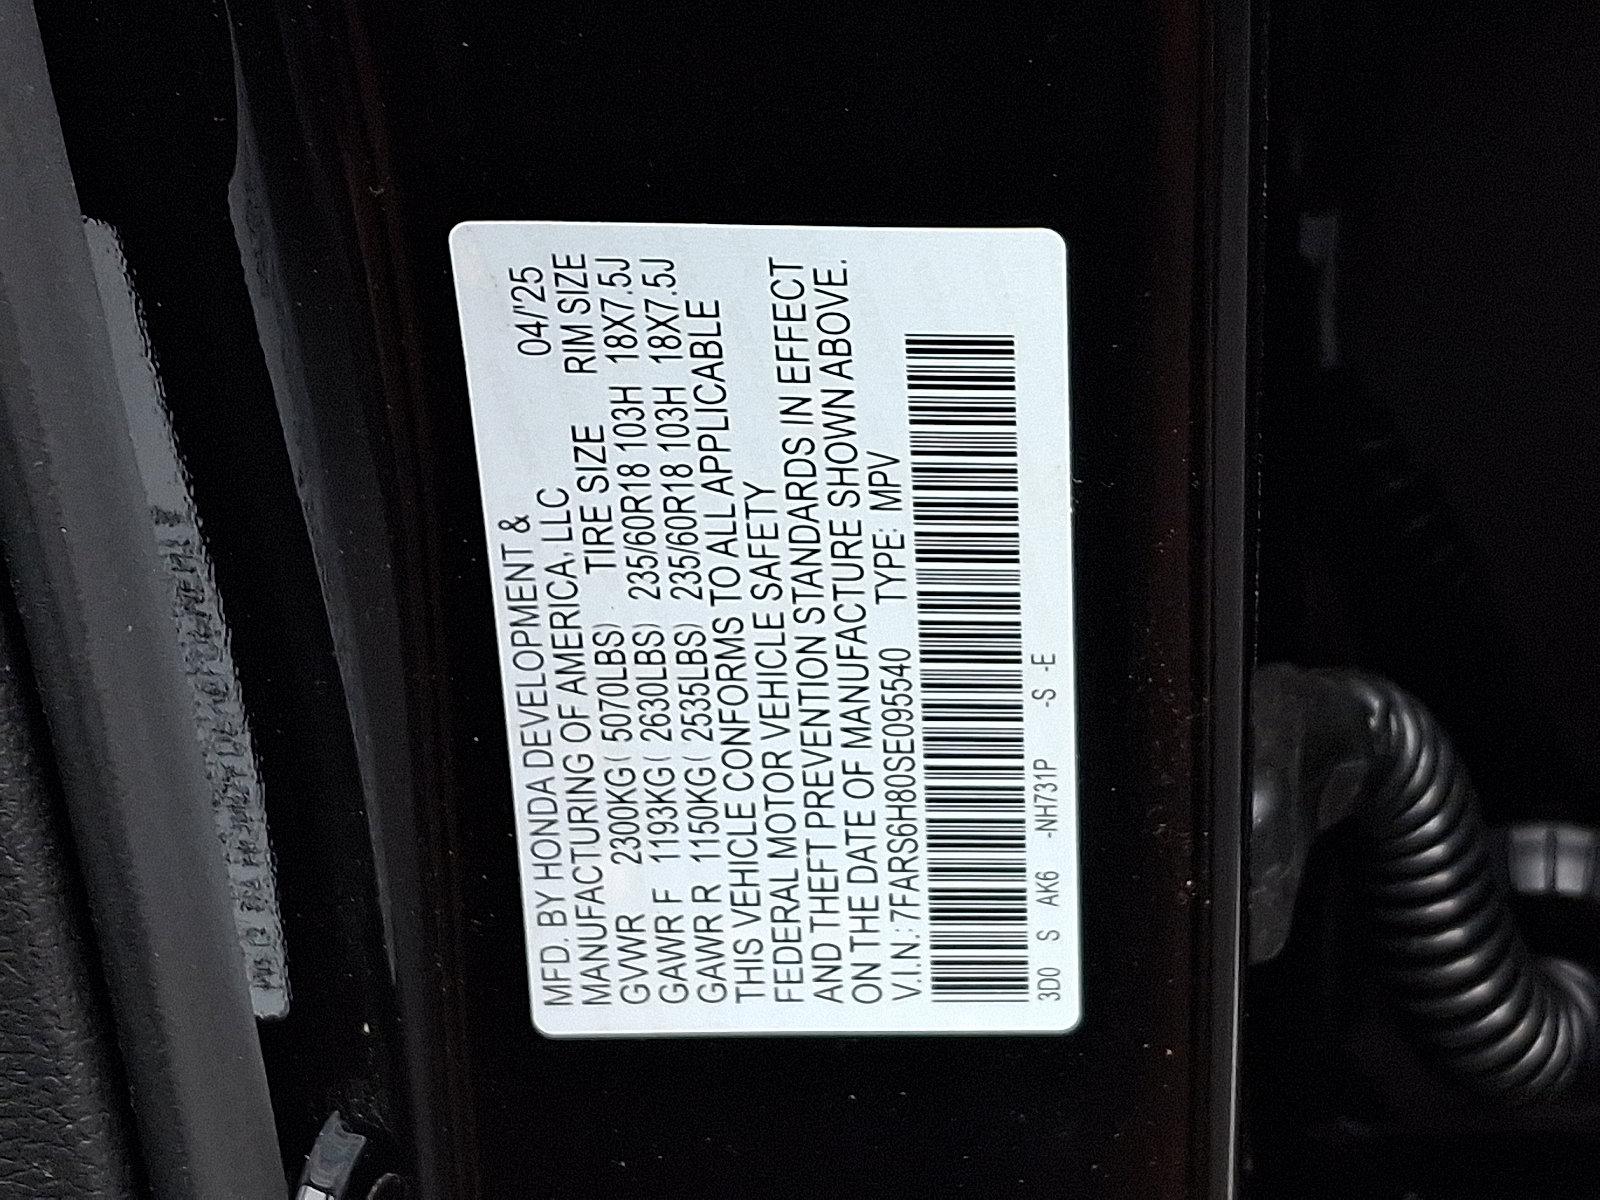 MFD. BY HONDA DEVELOPMENT &
MANUFACTURING OF AMERICA, LLC 04/'25
TIRE SIZE RIM SIZE
GVWR 2300KG( 5070LBS) 235/60R18 103H 18X7.5J
GAWR F 1193KG( 2630LBS) 235/60R18 103H 18X7.5J
GAWR R 1150KG( 2535LBS)
THIS VEHICLE CONFORMS TO ALL APPLICABLE
FEDERAL MOTOR VEHICLE SAFETY
AND THEFT PREVENTION STANDARDS IN EFFECT
ON THE DATE OF MANUFACTURE SHOWN ABOVE.
V.I.N.: 7FARS6H80SE095540 TYPE: MPV
3D0 S AK6 -NH731P -S -E